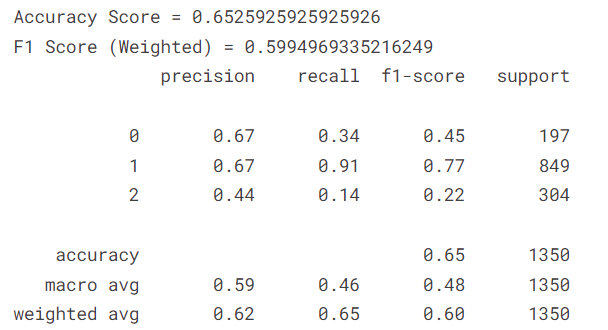 Accuracy Score = 0.6525925925925926
F1 Score (Weighted) = 0.5994969335216249
precision recall f1-score support
0 0.67 0.34 0.45 197
1 0.67 0.91 0.77 849
2 0.44 0.14 0.22 304
accuracy 0.65 1350
macro avg 0.59 0.46 0.48 1350
weighted avg 0.62 0.65 0.60 1350